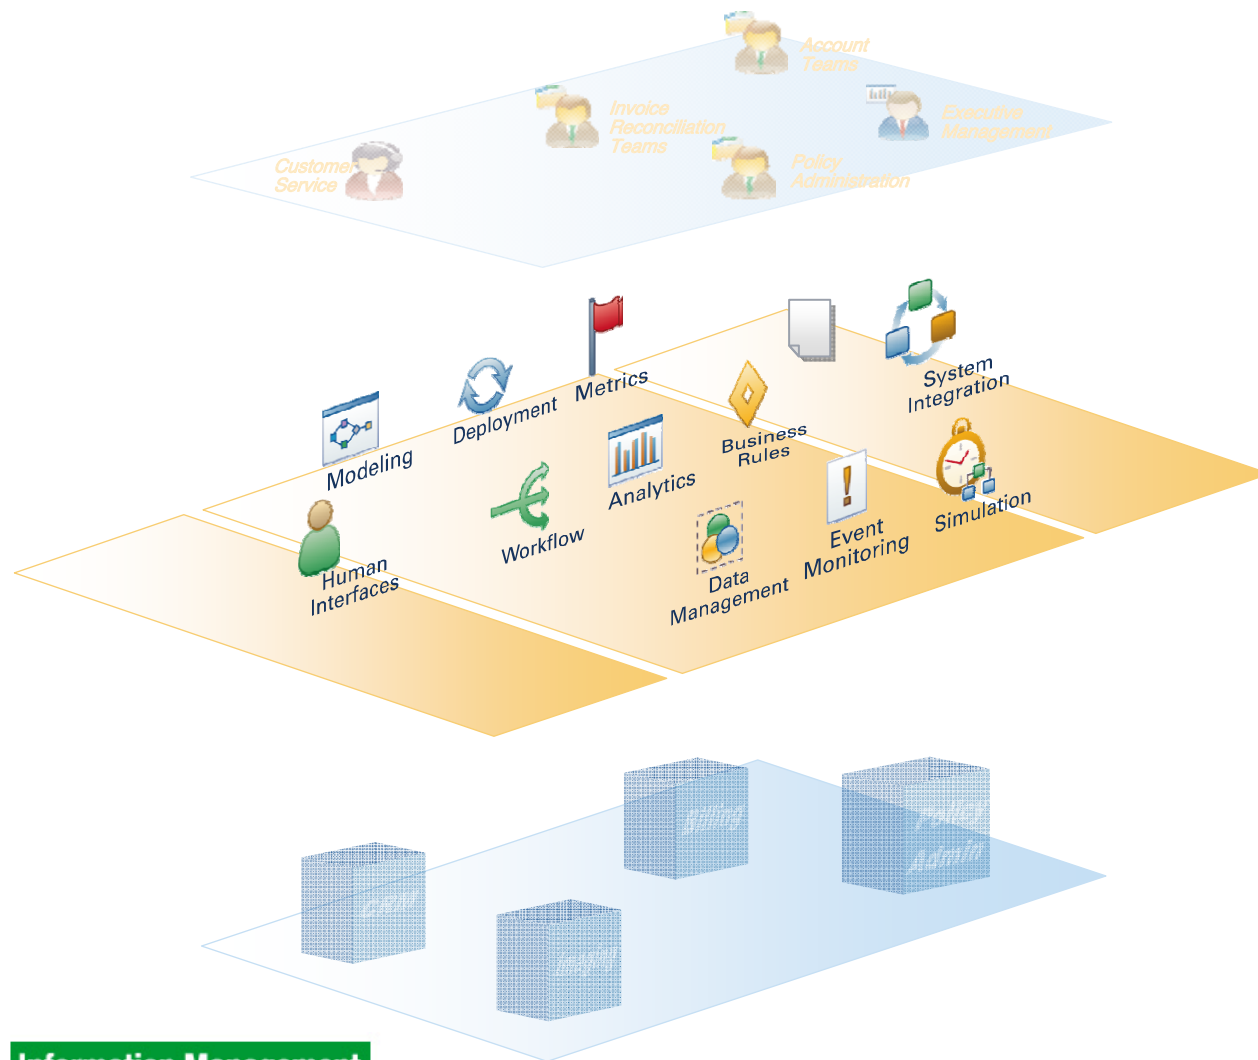 Account
Teams
Invoice
Reconciliation
Teams
Executive
Management
Customer
Service
Policy
Administration
System
Integration
Metrics
Deployment
Business
Rules
Modeling
Analytics
Simulation
Workflow
Event
Monitoring
Human
Interfaces
Data
Management
Billing
Policy
Admin
Information Management